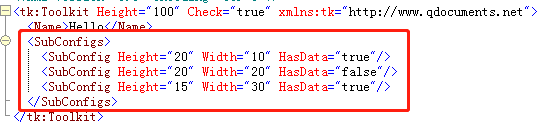 <tk:Toolkit Height="100" Check="true" xmlns:tk="http://www.qdocuments.net">
<Name>Hello</Name>
<SubConfigs>
<SubConfig Height="20" Width="10" HasData="true"/>
<SubConfig Height="20" Width="20" HasData="false"/>
<SubConfig Height="15" Width="30" HasData="true"/>
</SubConfigs>
</tk:Toolkit>